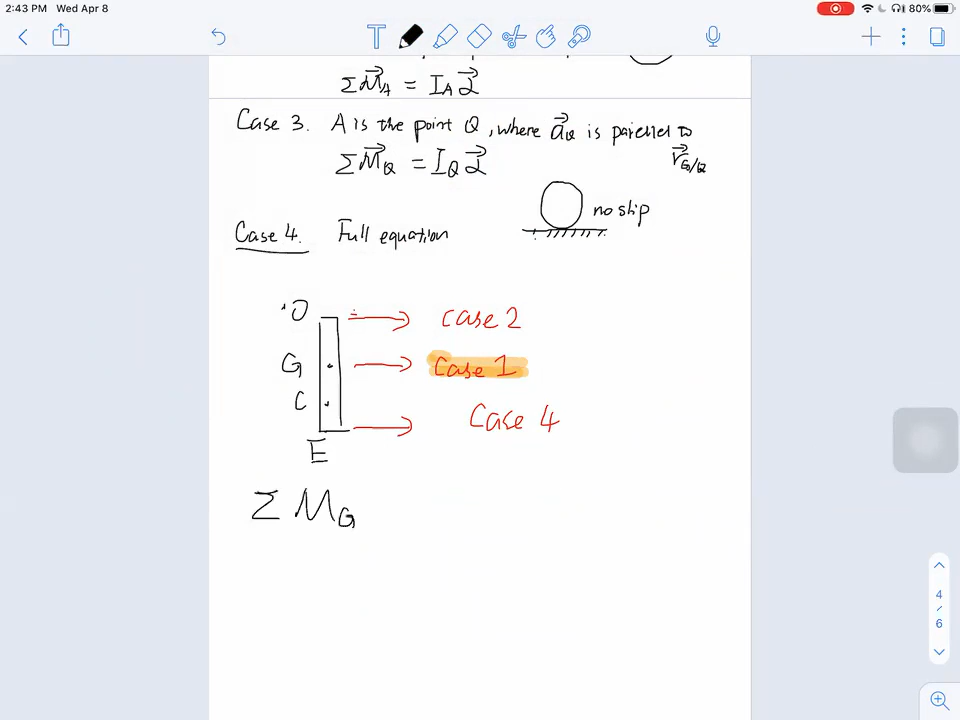 2:43 PM Wed Apr 8
80%
ΣM⃗A = IA α⃗
Case 3. A is the point Q, where a⃗Q is parellel to r⃗G/Q
ΣM⃗Q = IQ α⃗
no slip
Case 4. Full equation
O
case 2
G
Case 1
C
Case 4
E
ΣMG
4
/
6